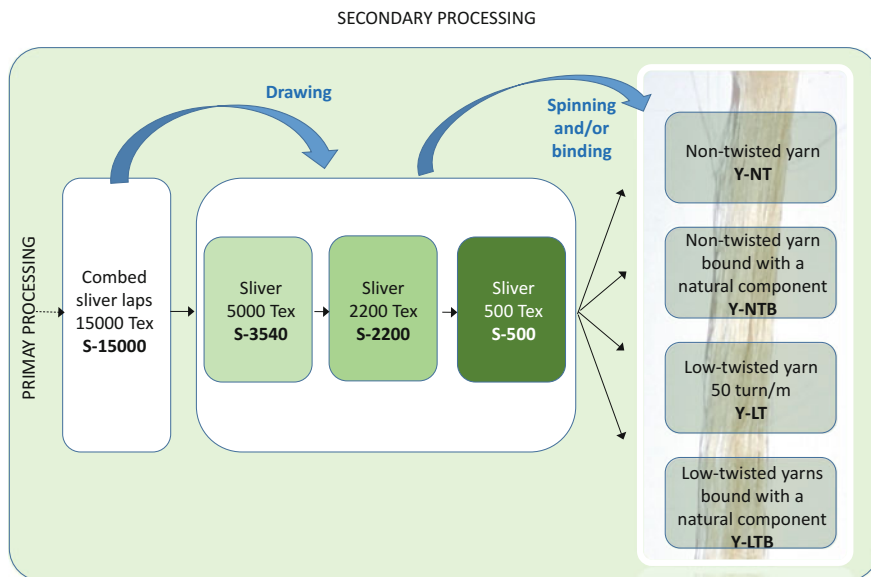 SECONDARY PROCESSING
Drawing
Spinning
and/or
binding
PRIMAY PROCESSING
Combed
sliver laps
15000 Tex
S-15000
Sliver
5000 Tex
S-3540
Sliver
2200 Tex
S-2200
Sliver
500 Tex
S-500
Non-twisted yarn
Y-NT
Non-twisted yarn
bound with a
natural component
Y-NTB
Low-twisted yarn
50 turn/m
Y-LT
Low-twisted yarns
bound with a
natural component
Y-LTB